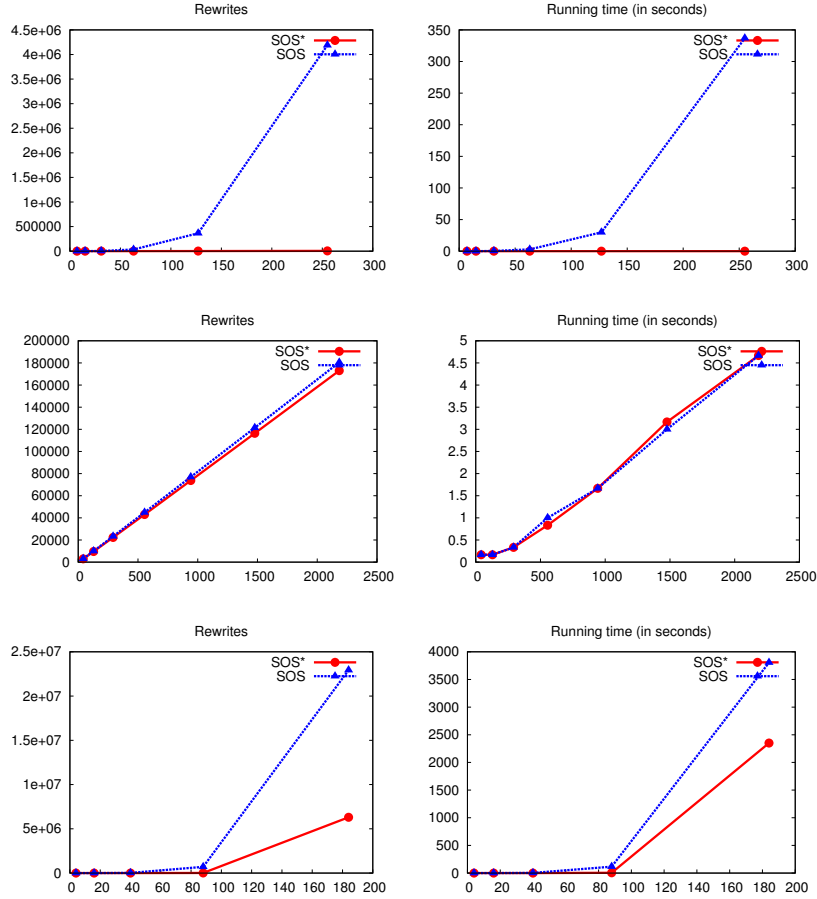 Rewrites
4.5e+06
4e+06
3.5e+06
3e+06
2.5e+06
2e+06
1.5e+06
1e+06
500000
0
0 50 100 150 200 250 300
SOS*
SOS
Running time (in seconds)
350
300
250
200
150
100
50
0
0 50 100 150 200 250 300
SOS*
SOS
Rewrites
200000
180000
160000
140000
120000
100000
80000
60000
40000
20000
0
0 500 1000 1500 2000 2500
SOS*
SOS
Running time (in seconds)
5
4.5
4
3.5
3
2.5
2
1.5
1
0.5
0
0 500 1000 1500 2000 2500
SOS*
SOS
Rewrites
2.5e+07
2e+07
1.5e+07
1e+07
5e+06
0
0 20 40 60 80 100 120 140 160 180 200
SOS*
SOS
Running time (in seconds)
4000
3500
3000
2500
2000
1500
1000
500
0
0 20 40 60 80 100 120 140 160 180 200
SOS*
SOS